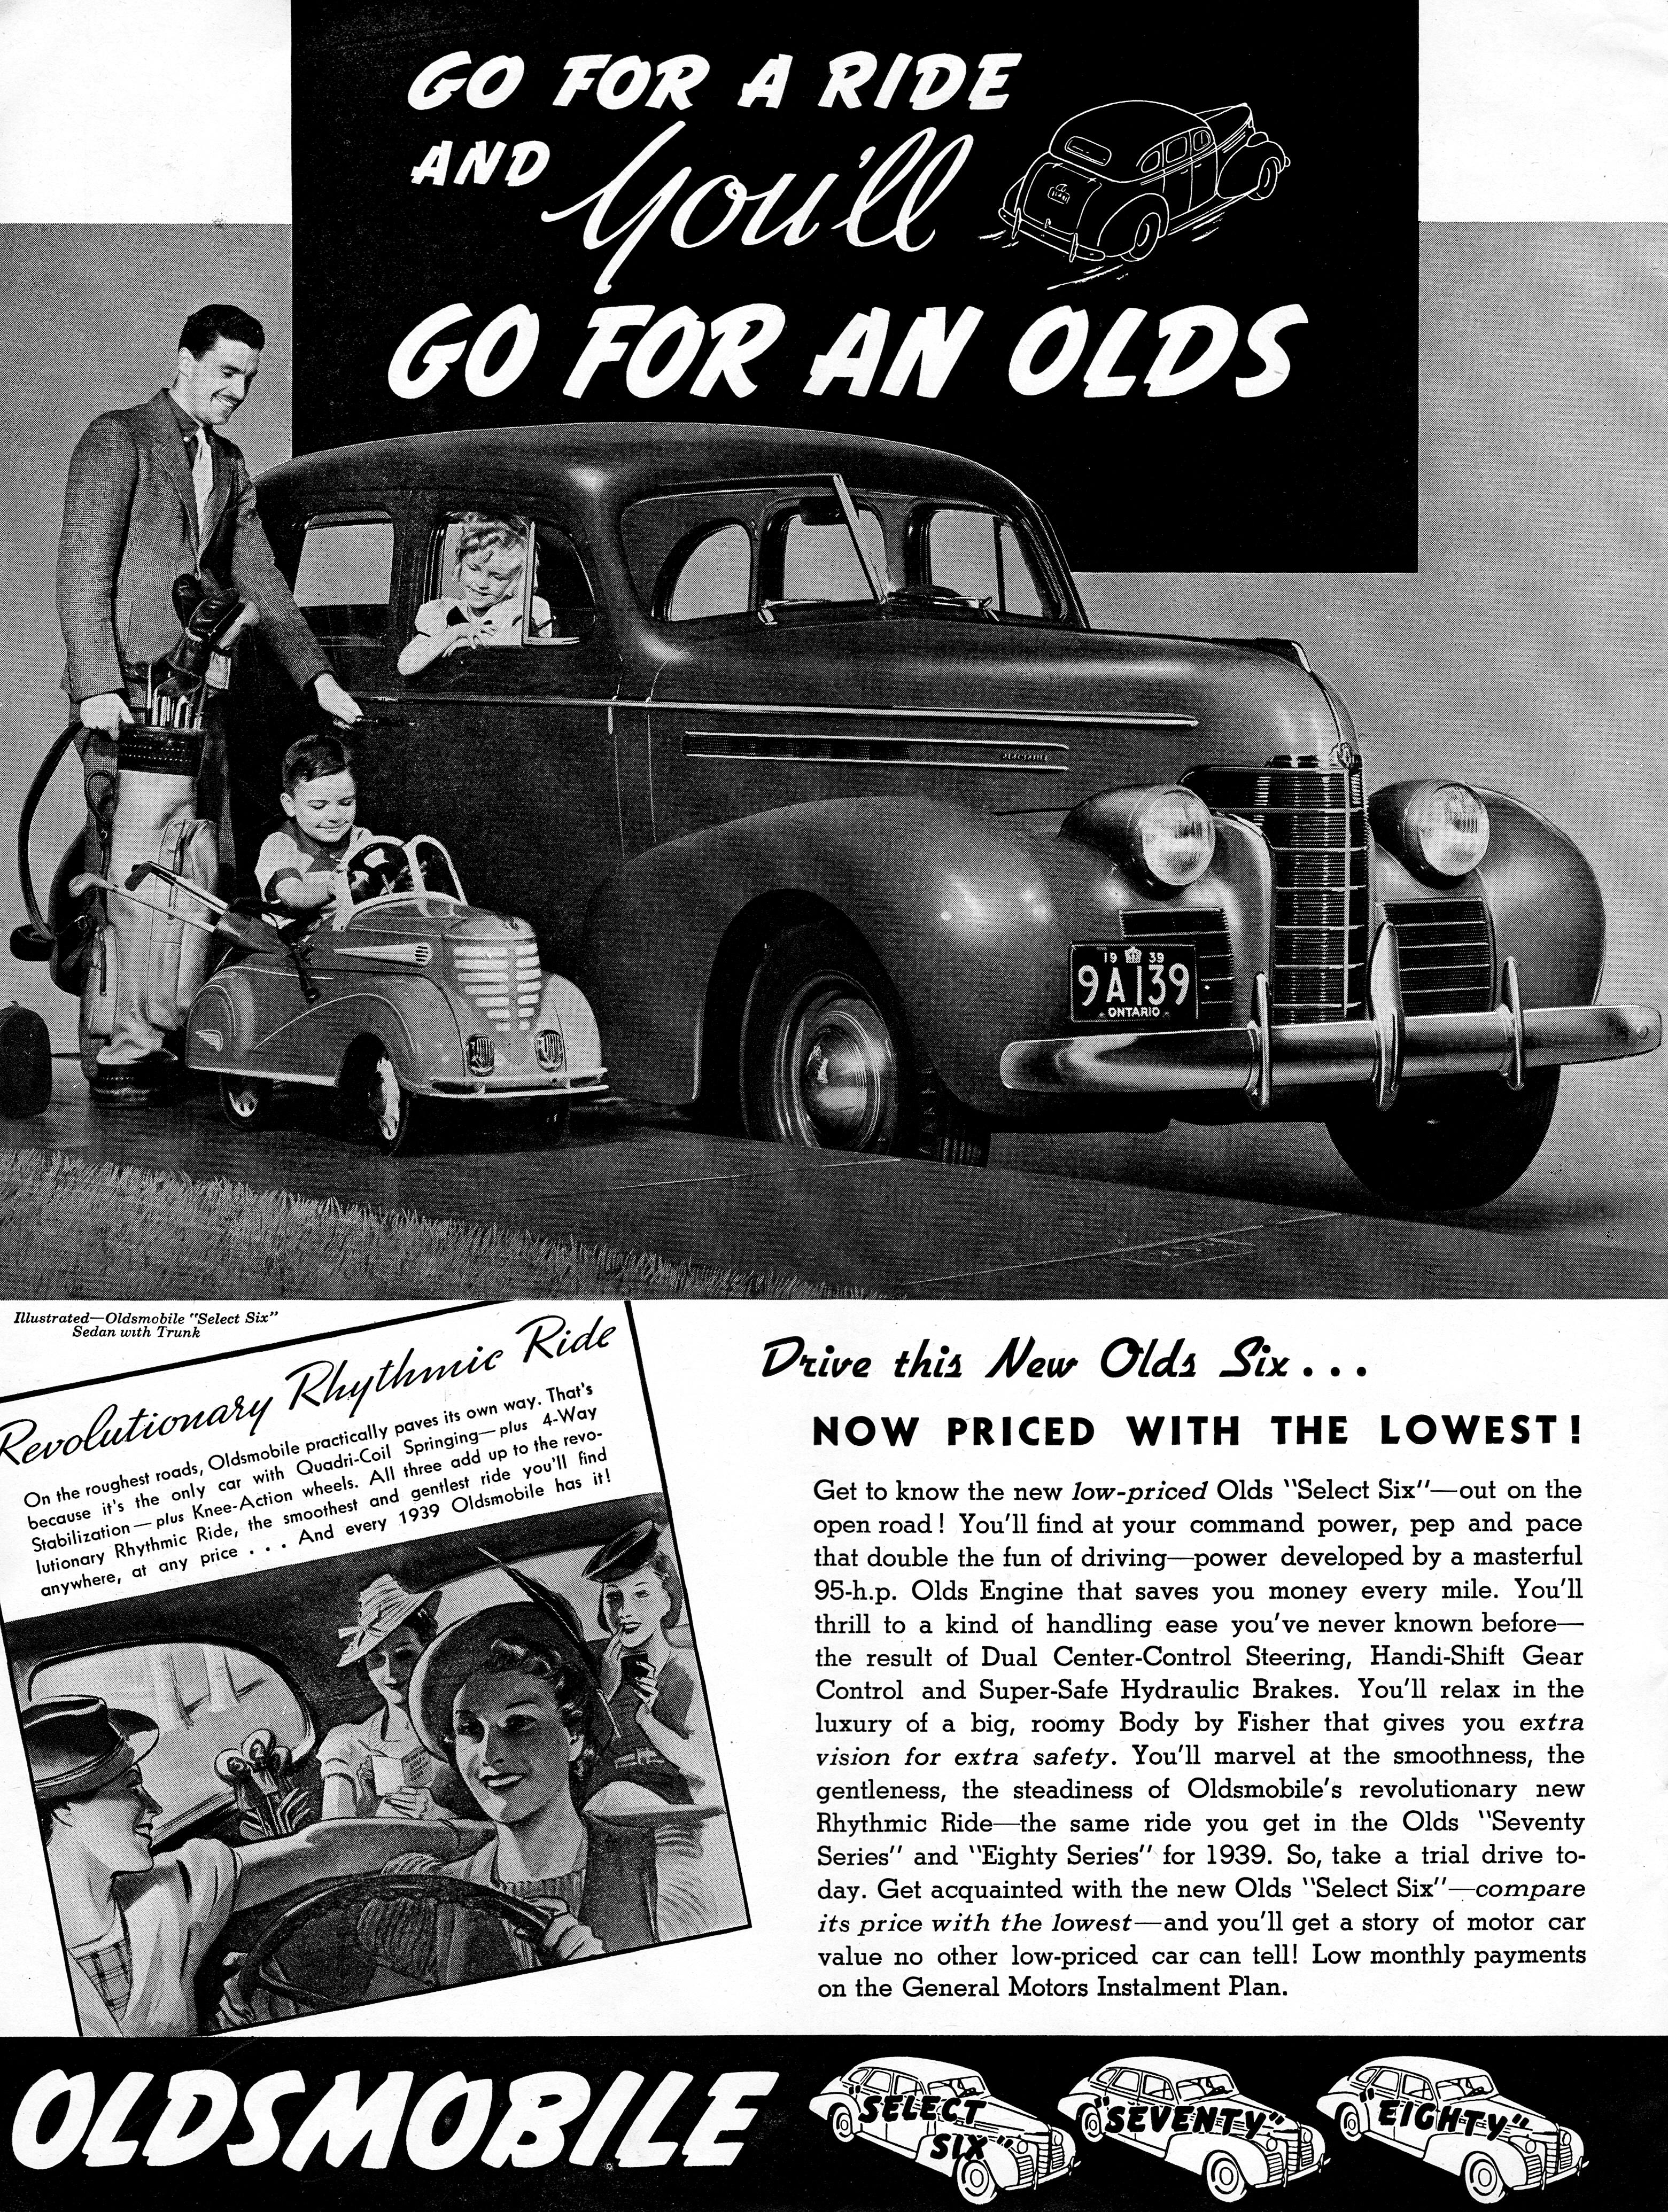 GO FOR A RIDE
AND You'll
GO FOR AN OLDS
19 39
9A139
ONTARIO
Illustrated—Oldsmobile "Select Six"
Sedan with Trunk
Revolutionary Rhythmic Ride
On the roughest roads, Oldsmobile practically paves its own way. That's
because it's the only car with Quadri-Coil Springing—plus 4-Way
Stabilization—plus Knee-Action wheels. All three add up to the revo-
lutionary Rhythmic Ride, the smoothest and gentlest ride you'll find
anywhere, at any price . . . And every 1939 Oldsmobile has it!
Drive this New Olds Six...
NOW PRICED WITH THE LOWEST!
Get to know the new low-priced Olds "Select Six"—out on the
open road! You'll find at your command power, pep and pace
that double the fun of driving—power developed by a masterful
95-h.p. Olds Engine that saves you money every mile. You'll
thrill to a kind of handling ease you've never known before—
the result of Dual Center-Control Steering, Handi-Shift Gear
Control and Super-Safe Hydraulic Brakes. You'll relax in the
luxury of a big, roomy Body by Fisher that gives you extra
vision for extra safety. You'll marvel at the smoothness, the
gentleness, the steadiness of Oldsmobile's revolutionary new
Rhythmic Ride—the same ride you get in the Olds "Seventy
Series" and "Eighty Series" for 1939. So, take a trial drive to-
day. Get acquainted with the new Olds "Select Six"—compare
its price with the lowest—and you'll get a story of motor car
value no other low-priced car can tell! Low monthly payments
on the General Motors Instalment Plan.
OLDSMOBILE
"SELECT
SIX"
"SEVENTY"
"EIGHTY"